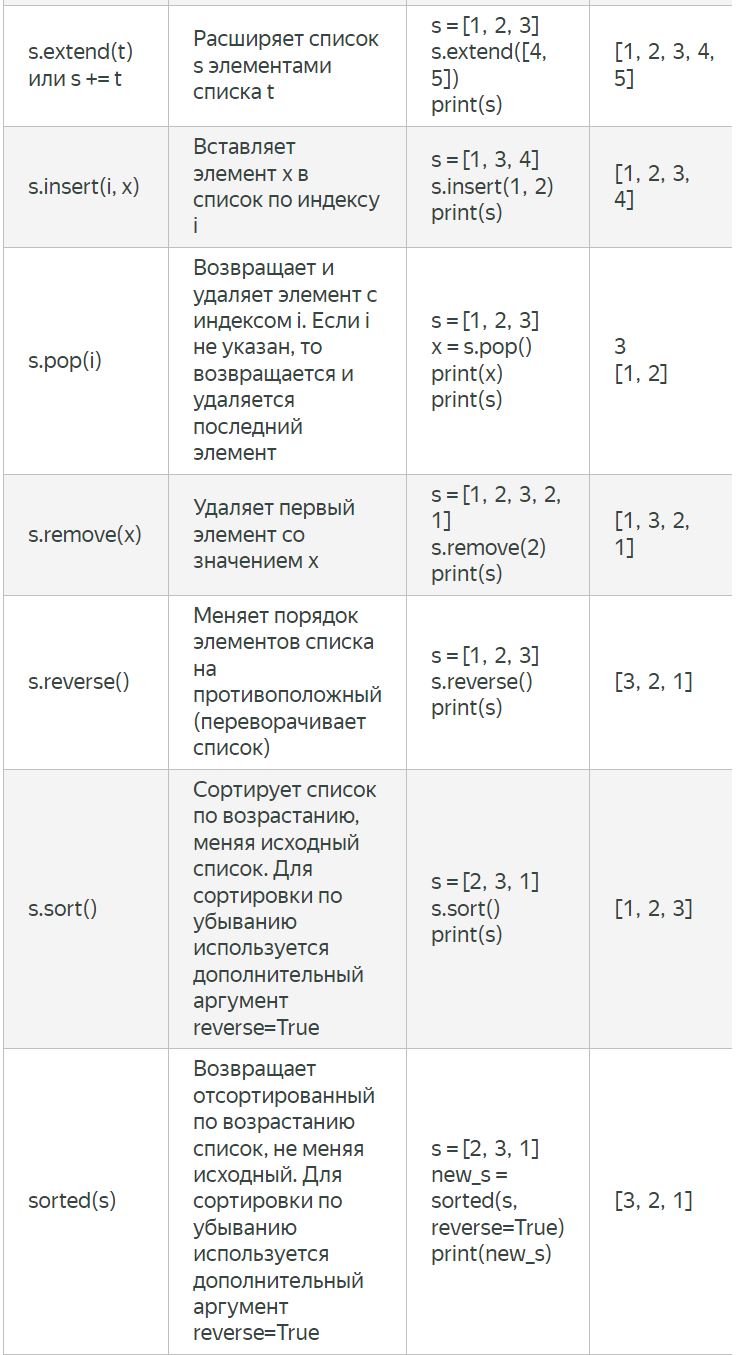 s.extend(t)
или s += t
Расширяет список
s элементами
списка t
s = [1, 2, 3]
s.extend([4,
5])
print(s)
[1, 2, 3, 4,
5]
s.insert(i, x)
Вставляет
элемент x в
список по индексу
i
s = [1, 3, 4]
s.insert(1, 2)
print(s)
[1, 2, 3,
4]
s.pop(i)
Возвращает и
удаляет элемент с
индексом i. Если i
не указан, то
возвращается и
удаляется
последний
элемент
s = [1, 2, 3]
x = s.pop()
print(x)
print(s)
3
[1, 2]
s.remove(x)
Удаляет первый
элемент со
значением x
s = [1, 2, 3, 2,
1]
s.remove(2)
print(s)
[1, 3, 2,
1]
s.reverse()
Меняет порядок
элементов списка
на
противоположный
(переворачивает
список)
s = [1, 2, 3]
s.reverse()
print(s)
[3, 2, 1]
s.sort()
Сортирует список
по возрастанию,
меняя исходный
список. Для
сортировки по
убыванию
используется
дополнительный
аргумент
reverse=True
s = [2, 3, 1]
s.sort()
print(s)
[1, 2, 3]
sorted(s)
Возвращает
отсортированный
по возрастанию
список, не меняя
исходный. Для
сортировки по
убыванию
используется
дополнительный
аргумент
reverse=True
s = [2, 3, 1]
new_s =
sorted(s,
reverse=True)
print(new_s)
[3, 2, 1]